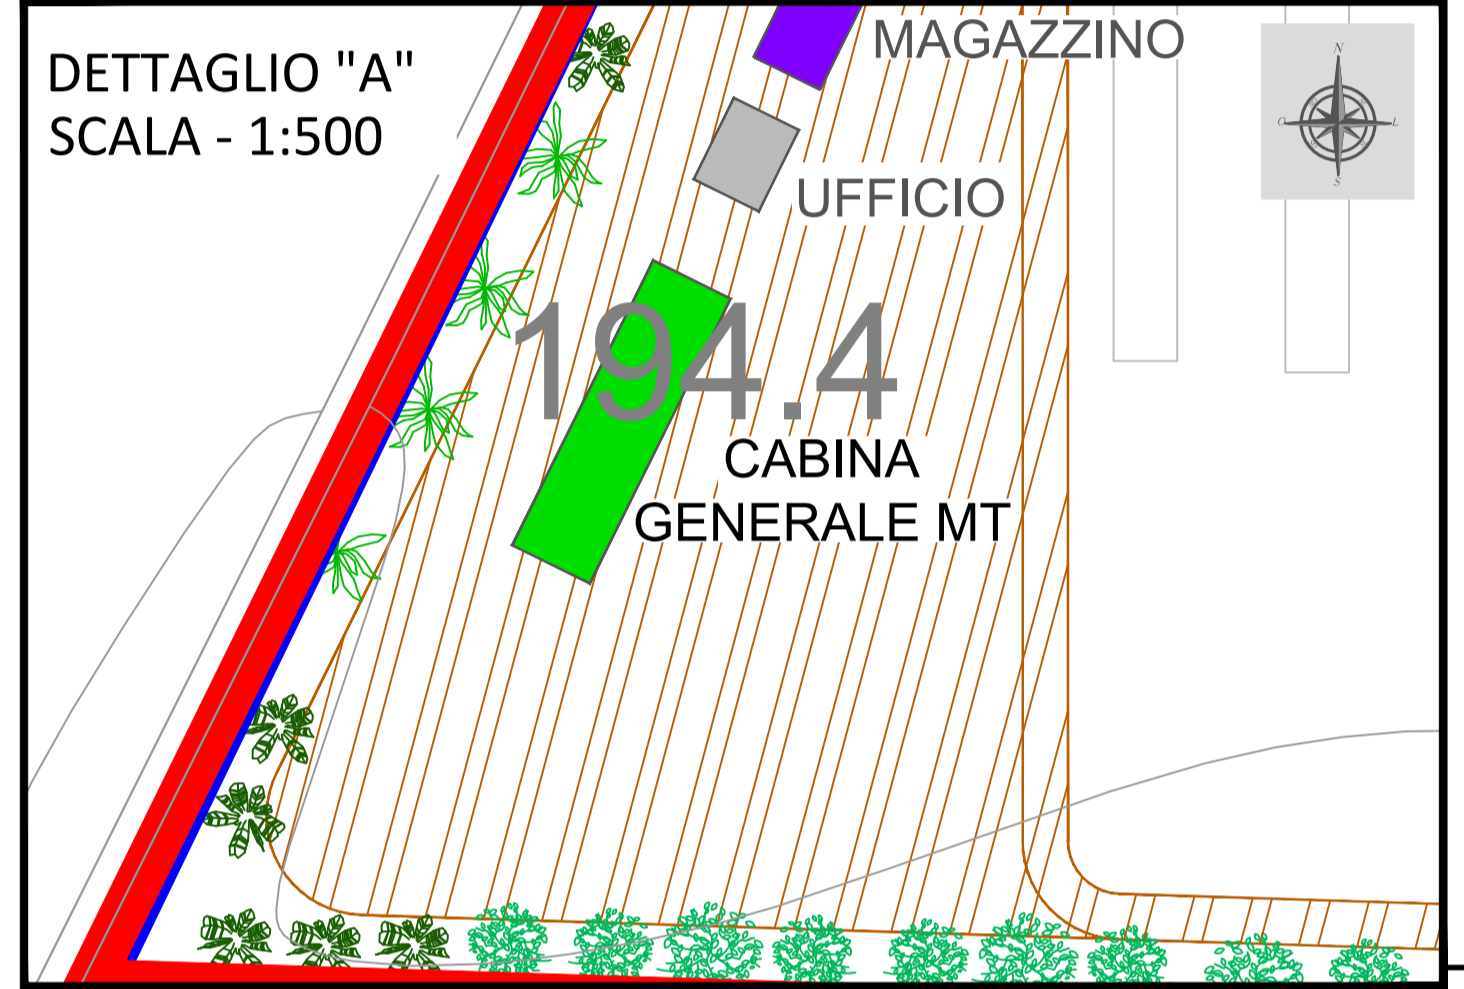 DETTAGLIO "A"
SCALA - 1:500
MAGAZZINO
UFFICIO
194.4
CABINA
GENERALE MT
N
O
L
S